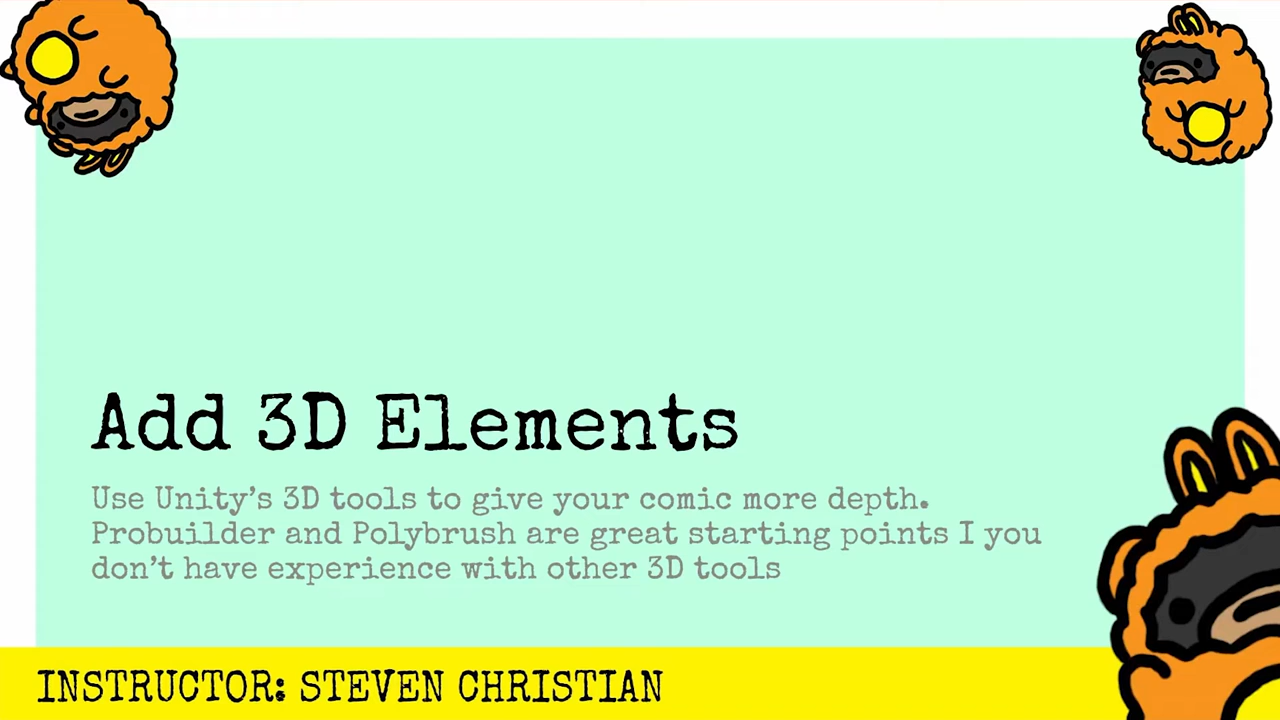 Add 3D Elements
Use Unity's 3D tools to give your comic more depth.
Probuilder and Polybrush are great starting points I you
don't have experience with other 3D tools
INSTRUCTOR: STEVEN CHRISTIAN